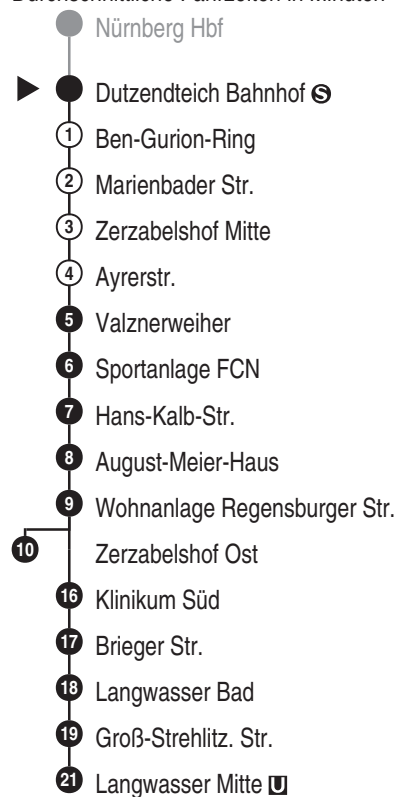 Durchschnittliche Fahrzeiten in Minuten
Nürnberg Hbf
Dutzendteich Bahnhof S
1 Ben-Gurion-Ring
2 Marienbader Str.
3 Zerzabelshof Mitte
4 Ayrerstr.
5 Valznerweiher
6 Sportanlage FCN
7 Hans-Kalb-Str.
8 August-Meier-Haus
9 Wohnanlage Regensburger Str.
10 Zerzabelshof Ost
16 Klinikum Süd
17 Brieger Str.
18 Langwasser Bad
19 Groß-Strehlitz. Str.
21 Langwasser Mitte U